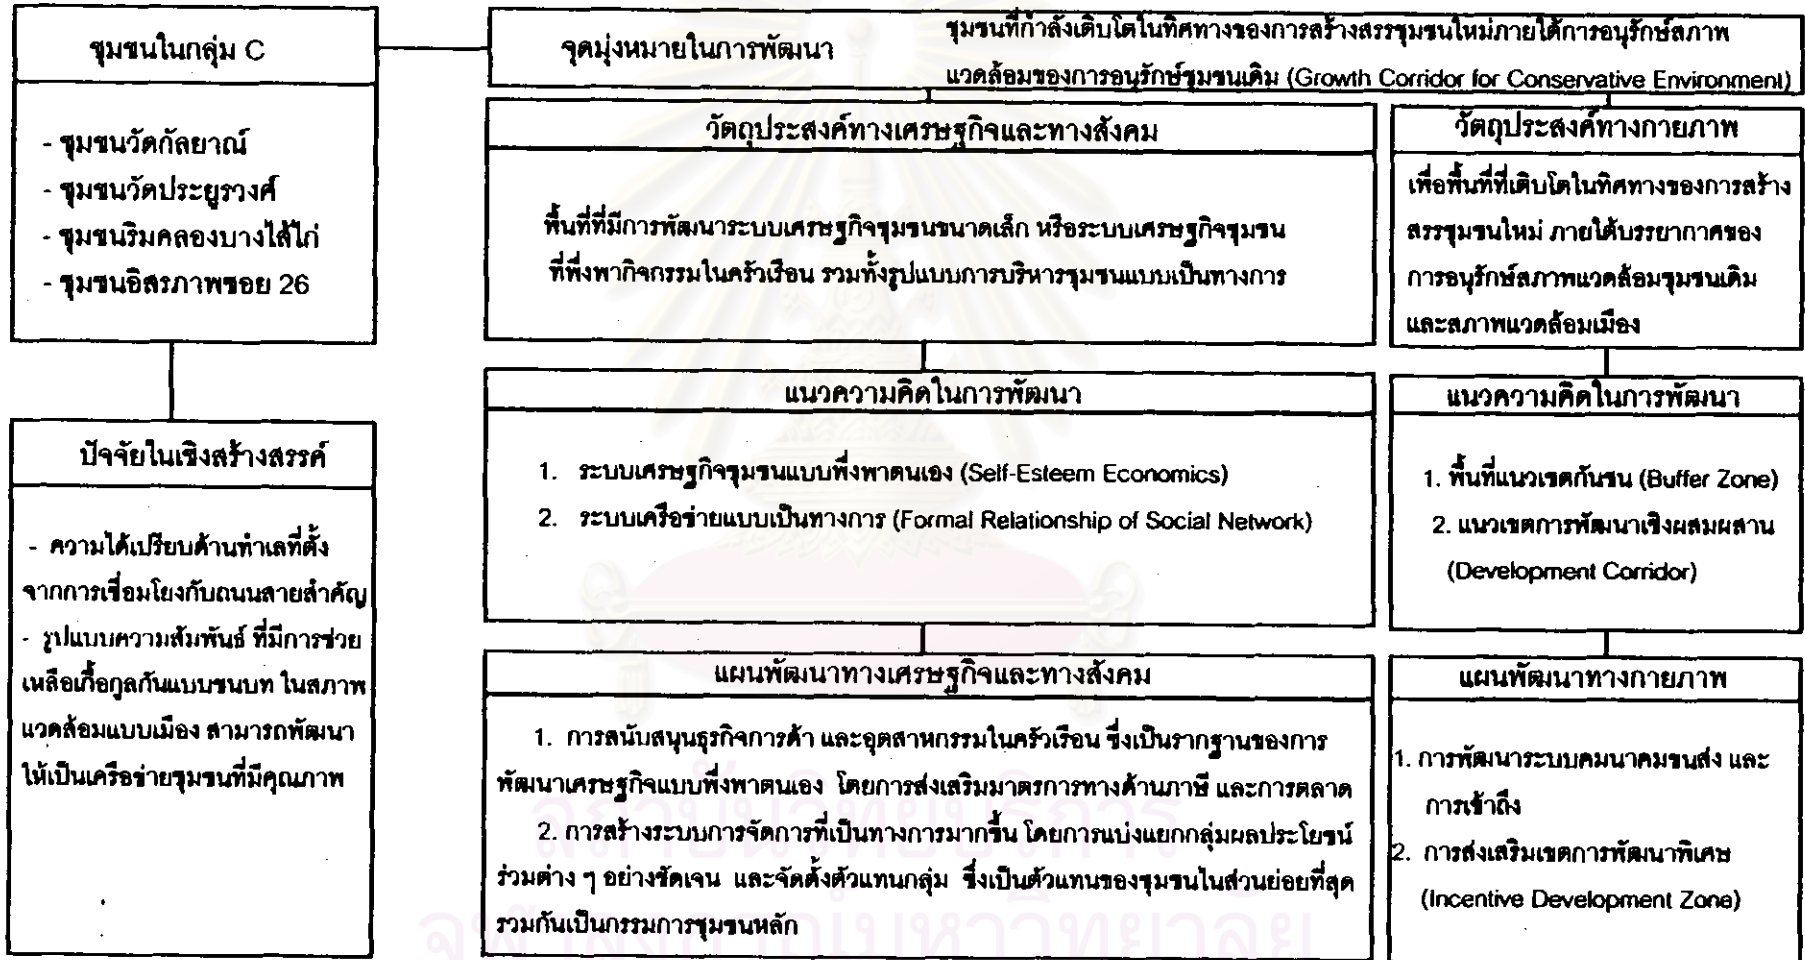 ชุมชนในกลุ่ม C
- ชุมชนวัดกัลยาณ์
- ชุมชนวัดประยูรวงศ์
- ชุมชนริมคลองบางไส้ไก่
- ชุมชนอิสรภาพซอย 26
ปัจจัยในเชิงสร้างสรรค์
- ความได้เปรียบด้านทำเลที่ตั้ง
จากการเชื่อมโยงกับถนนสายสำคัญ
- รูปแบบความสัมพันธ์ ที่มีการช่วย
เหลือเกื้อกูลกันแบบชนบท ในสภาพ
แวดล้อมแบบเมือง สามารถพัฒนา
ให้เป็นเครือข่ายชุมชนที่มีคุณภาพ
จุดมุ่งหมายในการพัฒนา
ชุมชนที่กำลังเติบโตในทิศทางของการสร้างสรรชุมชนใหม่ภายใต้การอนุรักษ์สภาพ
แวดล้อมของการอนุรักษ์ชุมชนเดิม (Growth Corridor for Conservative Environment)
วัตถุประสงค์ทางเศรษฐกิจและทางสังคม
พื้นที่ที่มีการพัฒนาระบบเศรษฐกิจชุมชนขนาดเล็ก หรือระบบเศรษฐกิจชุมชน
ที่พึ่งพากิจกรรมในครัวเรือน รวมทั้งรูปแบบการบริหารชุมชนแบบเป็นทางการ
แนวความคิดในการพัฒนา
1. ระบบเศรษฐกิจชุมชนแบบพึ่งพาตนเอง (Self-Esteem Economics)
2. ระบบเครือข่ายแบบเป็นทางการ (Formal Relationship of Social Network)
แผนพัฒนาทางเศรษฐกิจและทางสังคม
1. การสนับสนุนธุรกิจการค้า และอุตสาหกรรมในครัวเรือน ซึ่งเป็นรากฐานของการ
พัฒนาเศรษฐกิจแบบพึ่งพาตนเอง โดยการส่งเสริมมาตรการทางด้านภาษี และการตลาด
2. การสร้างระบบการจัดการที่เป็นทางการมากขึ้น โดยการแบ่งแยกกลุ่มผลประโยชน์
ร่วมต่าง ๆ อย่างชัดเจน และจัดตั้งตัวแทนกลุ่ม ซึ่งเป็นตัวแทนของชุมชนในส่วนย่อยที่สุด
รวมกันเป็นกรรมการชุมชนหลัก
วัตถุประสงค์ทางกายภาพ
เพื่อพื้นที่ที่เติบโตในทิศทางของการสร้าง
สรรชุมชนใหม่ ภายใต้บรรยากาศของ
การอนุรักษ์สภาพแวดล้อมชุมชนเดิม
และสภาพแวดล้อมเมือง
แนวความคิดในการพัฒนา
1. พื้นที่แนวเขตกันชน (Buffer Zone)
2. แนวเขตการพัฒนาเชิงผสมผสาน
(Development Corridor)
แผนพัฒนาทางกายภาพ
1. การพัฒนาระบบคมนาคมขนส่ง และ
การเข้าถึง
2. การส่งเสริมเขตการพัฒนาพิเศษ
(Incentive Development Zone)
สถาบันวิทยบริการ
จุฬาลงกรณ์มหาวิทยาลัย